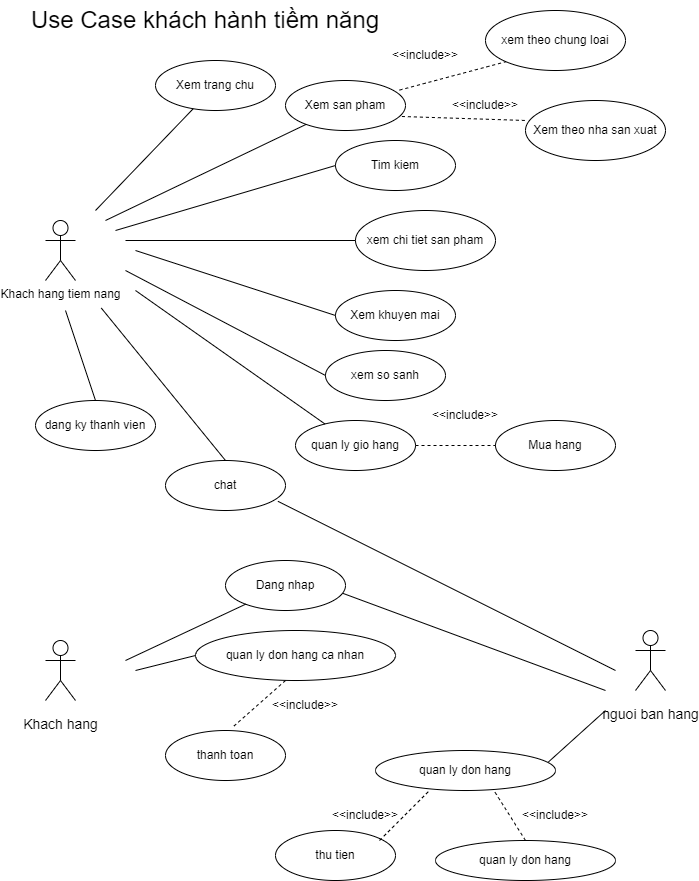 Use Case khách hành tiềm năng
xem theo chung loai
<<include>>
Xem trang chu
Xem san pham
<<include>>
Xem theo nha san xuat
Tim kiem
xem chi tiet san pham
Khach hang tiem nang
Xem khuyen mai
xem so sanh
dang ky thanh vien
<<include>>
quan ly gio hang
Mua hang
chat
Dang nhap
quan ly don hang ca nhan
<<include>>
Khach hang
nguoi ban hang
thanh toan
quan ly don hang
<<include>>
<<include>>
thu tien
quan ly don hang